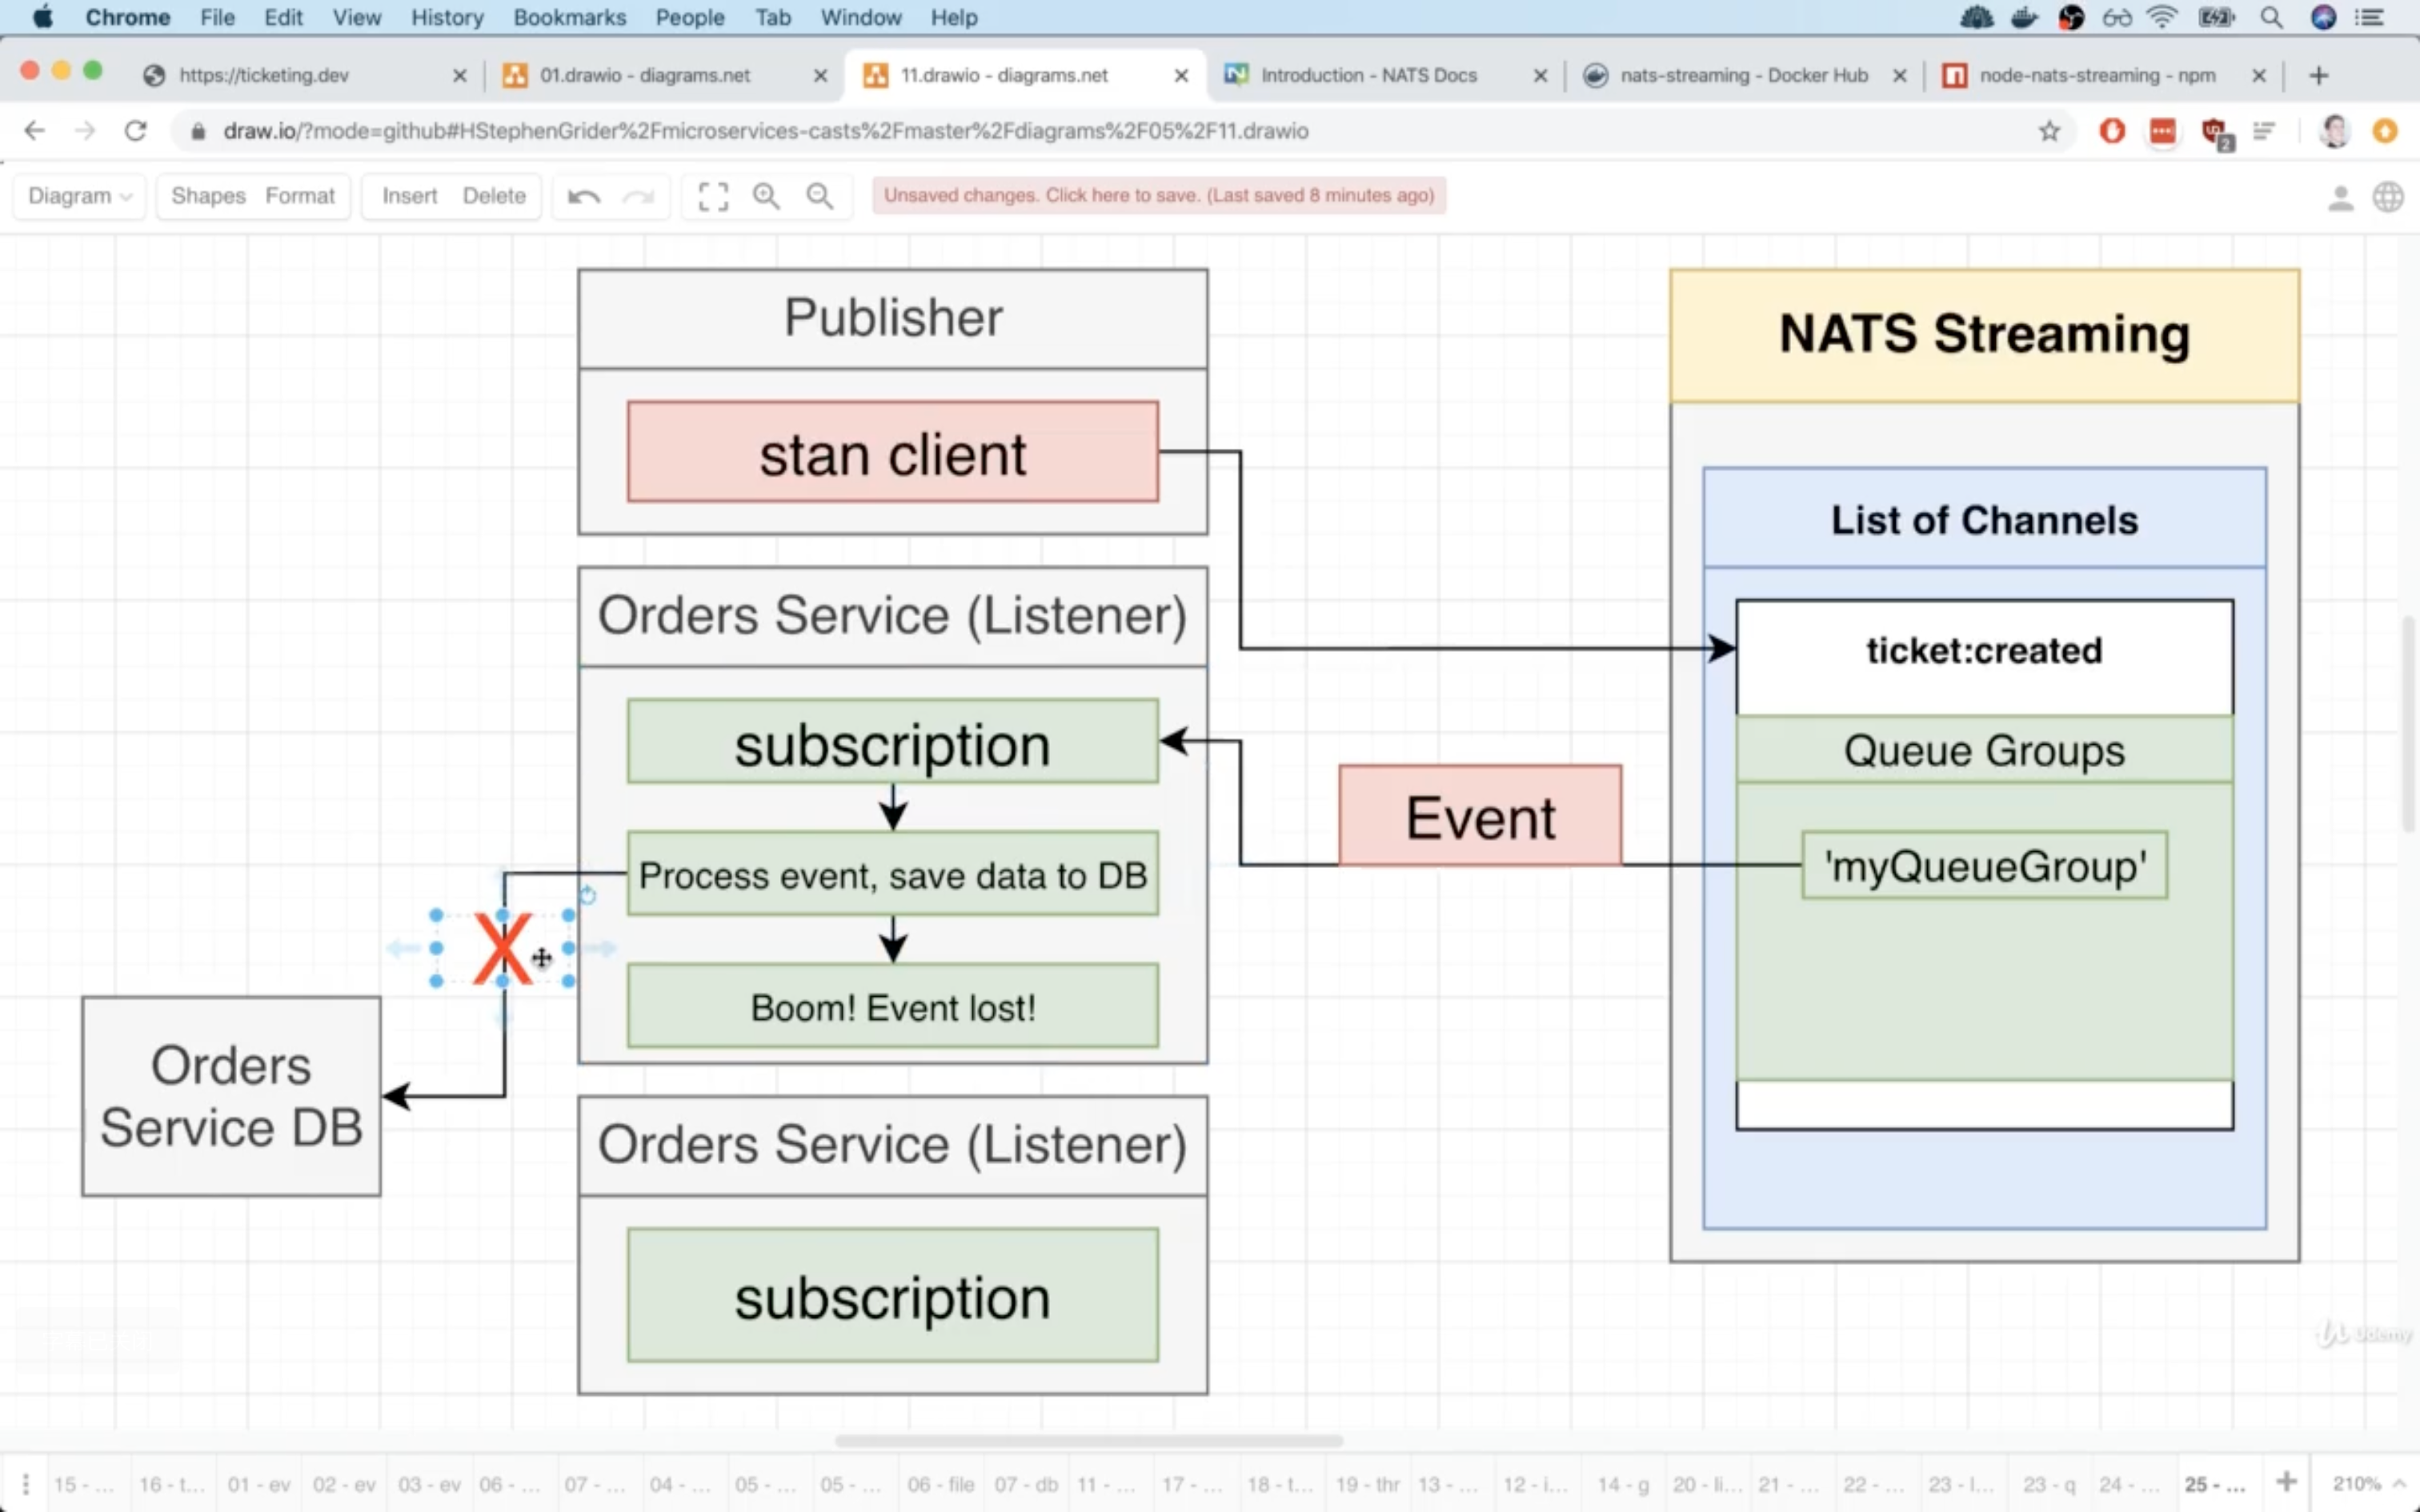 Chrome File Edit View History Bookmarks People Tab Window Help
https://ticketing.dev
01.drawio - diagrams.net
11.drawio - diagrams.net
Introduction - NATS Docs
nats-streaming - Docker Hub
node-nats-streaming - npm
draw.io/?mode=github#HStephenGrider%2Fmicroservices-casts%2Fmaster%2Fdiagrams%2F05%2F11.drawio
2
Diagram Shapes Format Insert Delete
Unsaved changes. Click here to save. (Last saved 8 minutes ago)
Publisher
stan client
Orders Service (Listener)
subscription
Process event, save data to DB
Boom! Event lost!
X
Orders
Service DB
Orders Service (Listener)
subscription
Event
NATS Streaming
List of Channels
ticket:created
Queue Groups
'myQueueGroup'
Udemy
15 - ... 16 - t... 01 - ev 02 - ev 03 - ev 06 - ... 07 - ... 04 - ... 05 - ... 05 - ... 06 - file 07 - db 11 - ... 17 - ... 18 - t... 19 - thr 13 - ... 12 - i... 14 - g 20 - li... 21 - ... 22 - ... 23 - l... 23 - q 24 - ... 25 - ... 210%